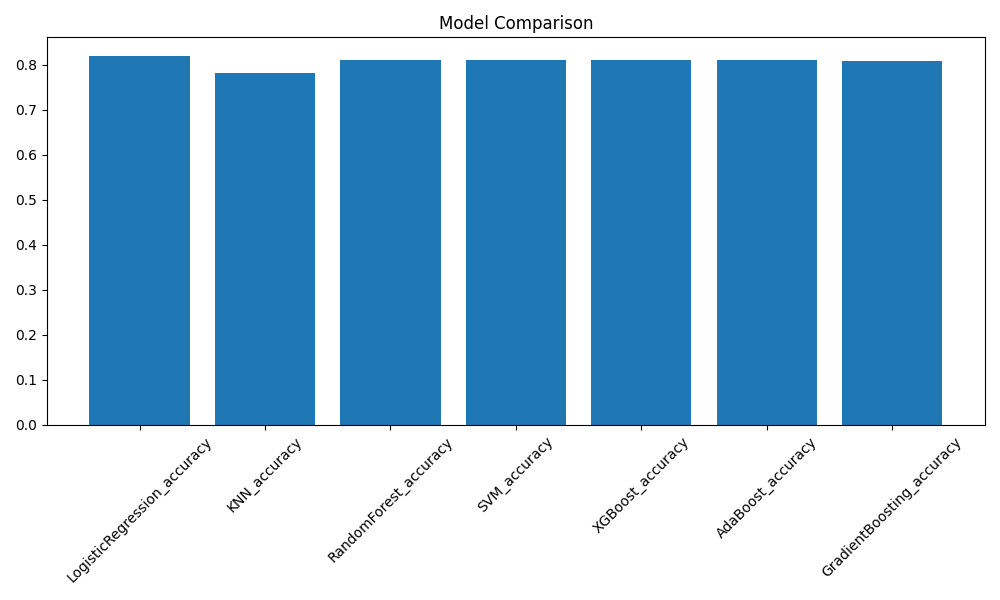 Model Comparison
0.8
0.7
0.6
0.5
0.4
0.3
0.2
0.1
0.0
LogisticRegression_accuracy
KNN_accuracy
RandomForest_accuracy
SVM_accuracy
XGBoost_accuracy
AdaBoost_accuracy
GradientBoosting_accuracy